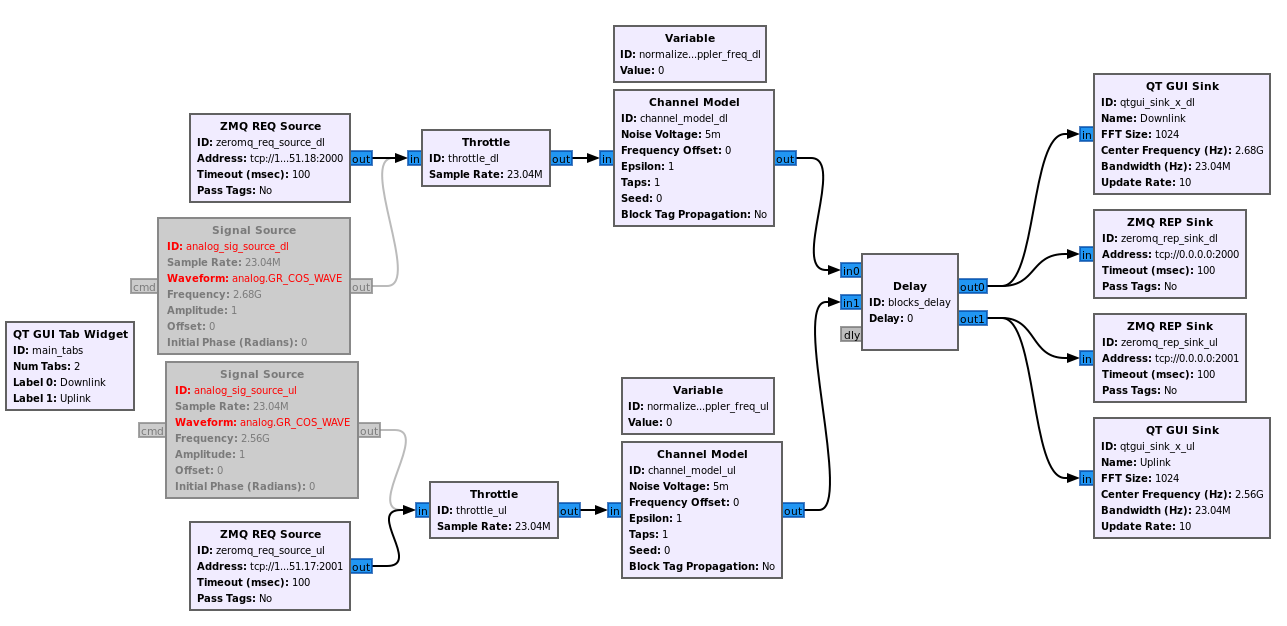 Variable
ID: normalize...ppler_freq_dl
Value: 0
Channel Model
ID: channel_model_dl
Noise Voltage: 5m
Frequency Offset: 0
Epsilon: 1
Taps: 1
Seed: 0
Block Tag Propagation: No
in
out
ZMQ REQ Source
ID: zeromq_req_source_dl
Address: tcp://1...51.18:2000
Timeout (msec): 100
Pass Tags: No
out
Throttle
ID: throttle_dl
Sample Rate: 23.04M
in
out
Signal Source
ID: analog_sig_source_dl
Sample Rate: 23.04M
Waveform: analog.GR_COS_WAVE
Frequency: 2.68G
Amplitude: 1
Offset: 0
Initial Phase (Radians): 0
cmd
out
QT GUI Tab Widget
ID: main_tabs
Num Tabs: 2
Label 0: Downlink
Label 1: Uplink
Signal Source
ID: analog_sig_source_ul
Sample Rate: 23.04M
Waveform: analog.GR_COS_WAVE
Frequency: 2.56G
Amplitude: 1
Offset: 0
Initial Phase (Radians): 0
cmd
out
ZMQ REQ Source
ID: zeromq_req_source_ul
Address: tcp://1...51.17:2001
Timeout (msec): 100
Pass Tags: No
out
Throttle
ID: throttle_ul
Sample Rate: 23.04M
in
out
Variable
ID: normalize...ppler_freq_ul
Value: 0
Channel Model
ID: channel_model_ul
Noise Voltage: 5m
Frequency Offset: 0
Epsilon: 1
Taps: 1
Seed: 0
Block Tag Propagation: No
in
out
Delay
ID: blocks_delay
Delay: 0
in0
in1
dly
out0
out1
QT GUI Sink
ID: qtgui_sink_x_dl
Name: Downlink
FFT Size: 1024
Center Frequency (Hz): 2.68G
Bandwidth (Hz): 23.04M
Update Rate: 10
in
ZMQ REP Sink
ID: zeromq_rep_sink_dl
Address: tcp://0.0.0.0:2000
Timeout (msec): 100
Pass Tags: No
in
ZMQ REP Sink
ID: zeromq_rep_sink_ul
Address: tcp://0.0.0.0:2001
Timeout (msec): 100
Pass Tags: No
in
QT GUI Sink
ID: qtgui_sink_x_ul
Name: Uplink
FFT Size: 1024
Center Frequency (Hz): 2.56G
Bandwidth (Hz): 23.04M
Update Rate: 10
in